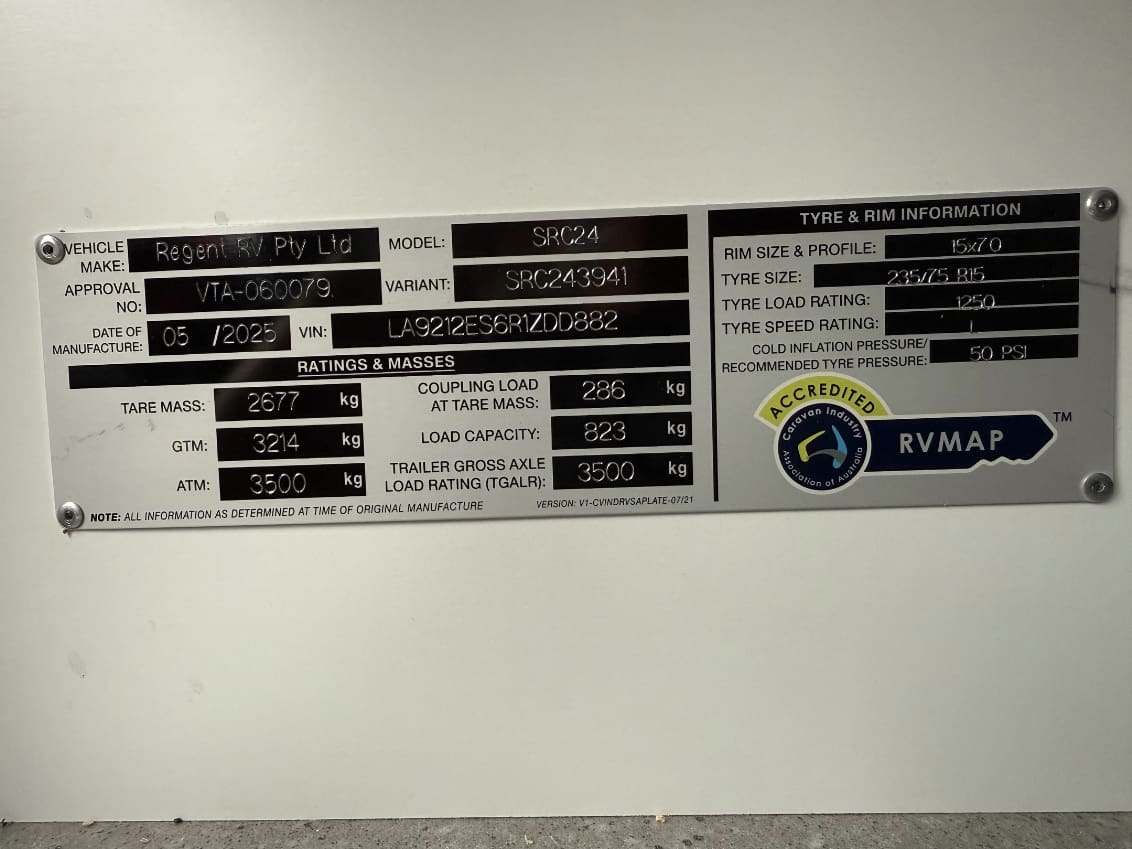 VEHICLE MAKE: Regent RV Pty Ltd MODEL: SRC24
APPROVAL NO: VTA-060079 VARIANT: SRC243941
DATE OF MANUFACTURE: 05 /2025 VIN: LA9212ES6R1ZDD882
RATINGS & MASSES
TARE MASS: 2677 kg COUPLING LOAD AT TARE MASS: 286 kg
GTM: 3214 kg LOAD CAPACITY: 823 kg
ATM: 3500 kg TRAILER GROSS AXLE LOAD RATING (TGALR): 3500 kg
NOTE: ALL INFORMATION AS DETERMINED AT TIME OF ORIGINAL MANUFACTURE VERSION: V1-CVINDRVSAPLATE-07/21
TYRE & RIM INFORMATION
RIM SIZE & PROFILE: 15x7.0
TYRE SIZE: 235/75 R15
TYRE LOAD RATING: 1250
TYRE SPEED RATING:
COLD INFLATION PRESSURE/
RECOMMENDED TYRE PRESSURE: 50 PSI
ACCREDITED
Caravan Industry
Association of Australia
RVMAP TM